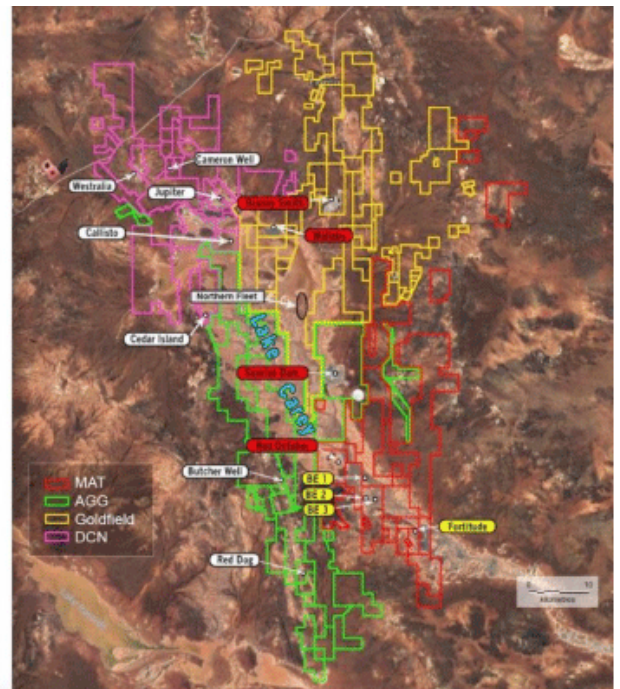 Cameron Well
Westralia
Jupiter
Callisto
Northern Fleet
Cedar Island
Lake
Carey
Butcher Well
BE 1
BE 2
BE 3
Fortitude
MAT
AGG
Goldfield
DCN
Red Dog